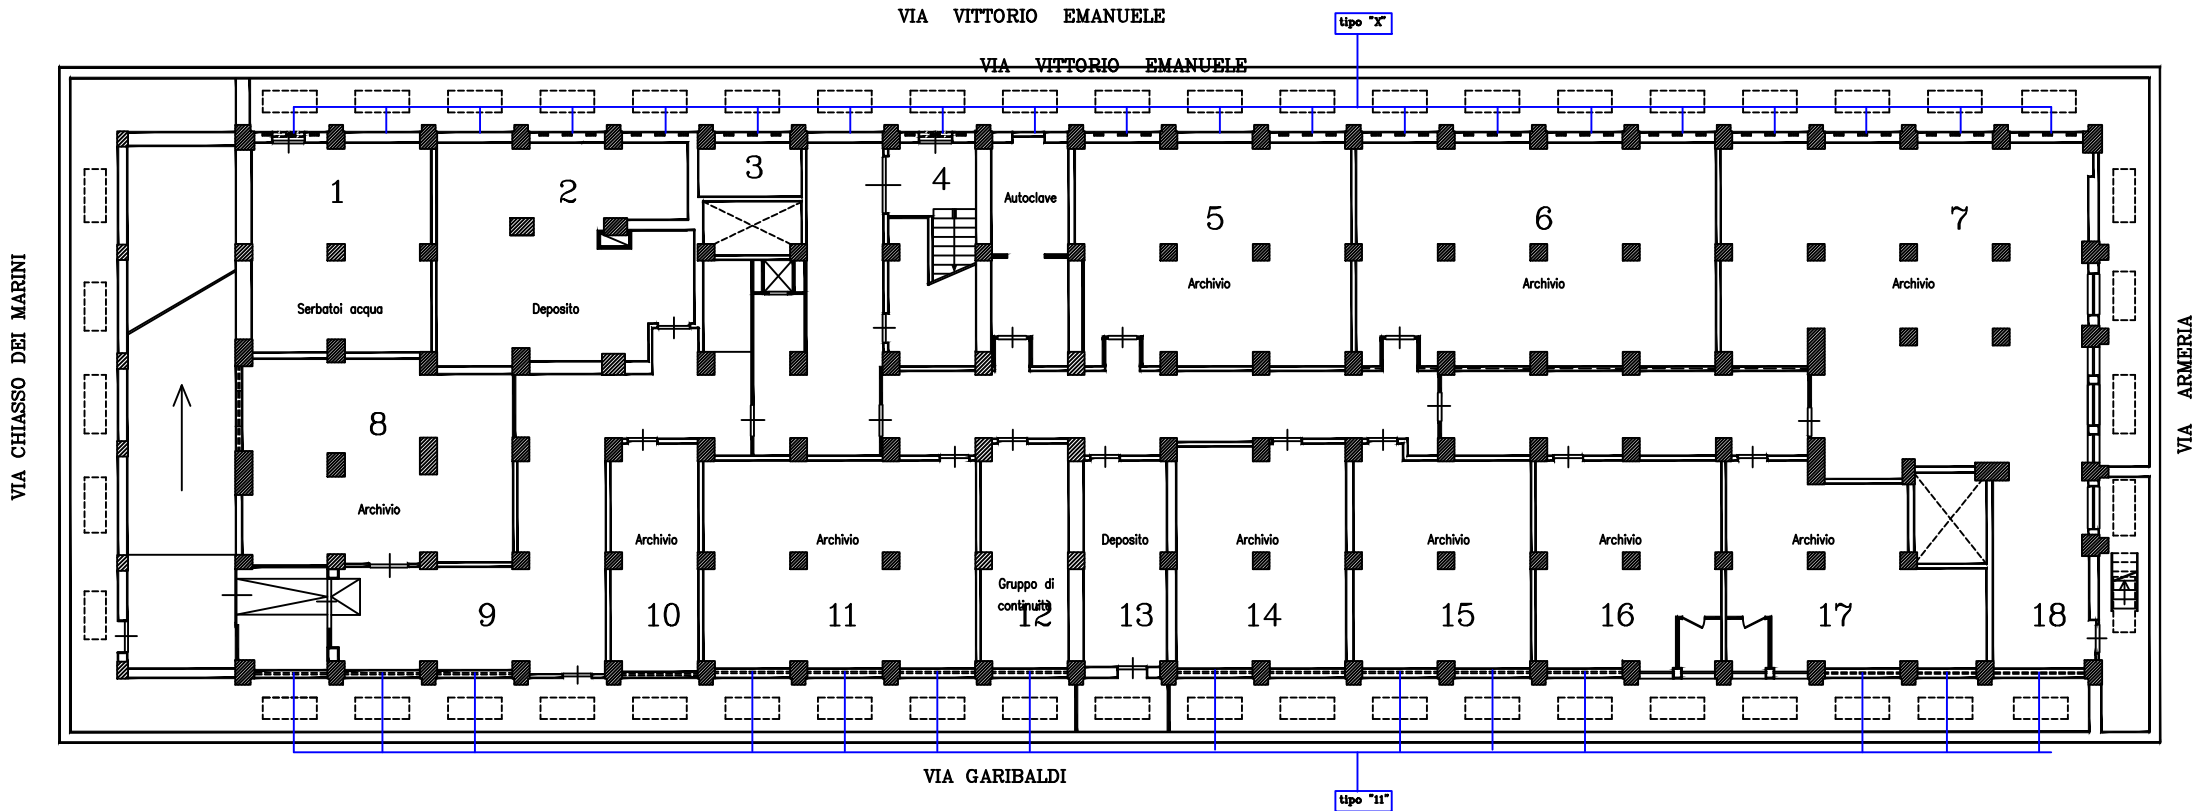 VIA VITTORIO EMANUELE
tipo "X"
VIA VITTORIO EMANUELE
1
2
3
4
5
6
7
Autoclave
Serbatoi acqua
Deposito
Archivio
Archivio
Archivio
VIA CHIASSO DEI MARINI
VIA ARMERIA
8
Archivio
Archivio
Archivio
Gruppo di
continuità
Deposito
Archivio
Archivio
Archivio
Archivio
9
10
11
12
13
14
15
16
17
18
VIA GARIBALDI
tipo "11"